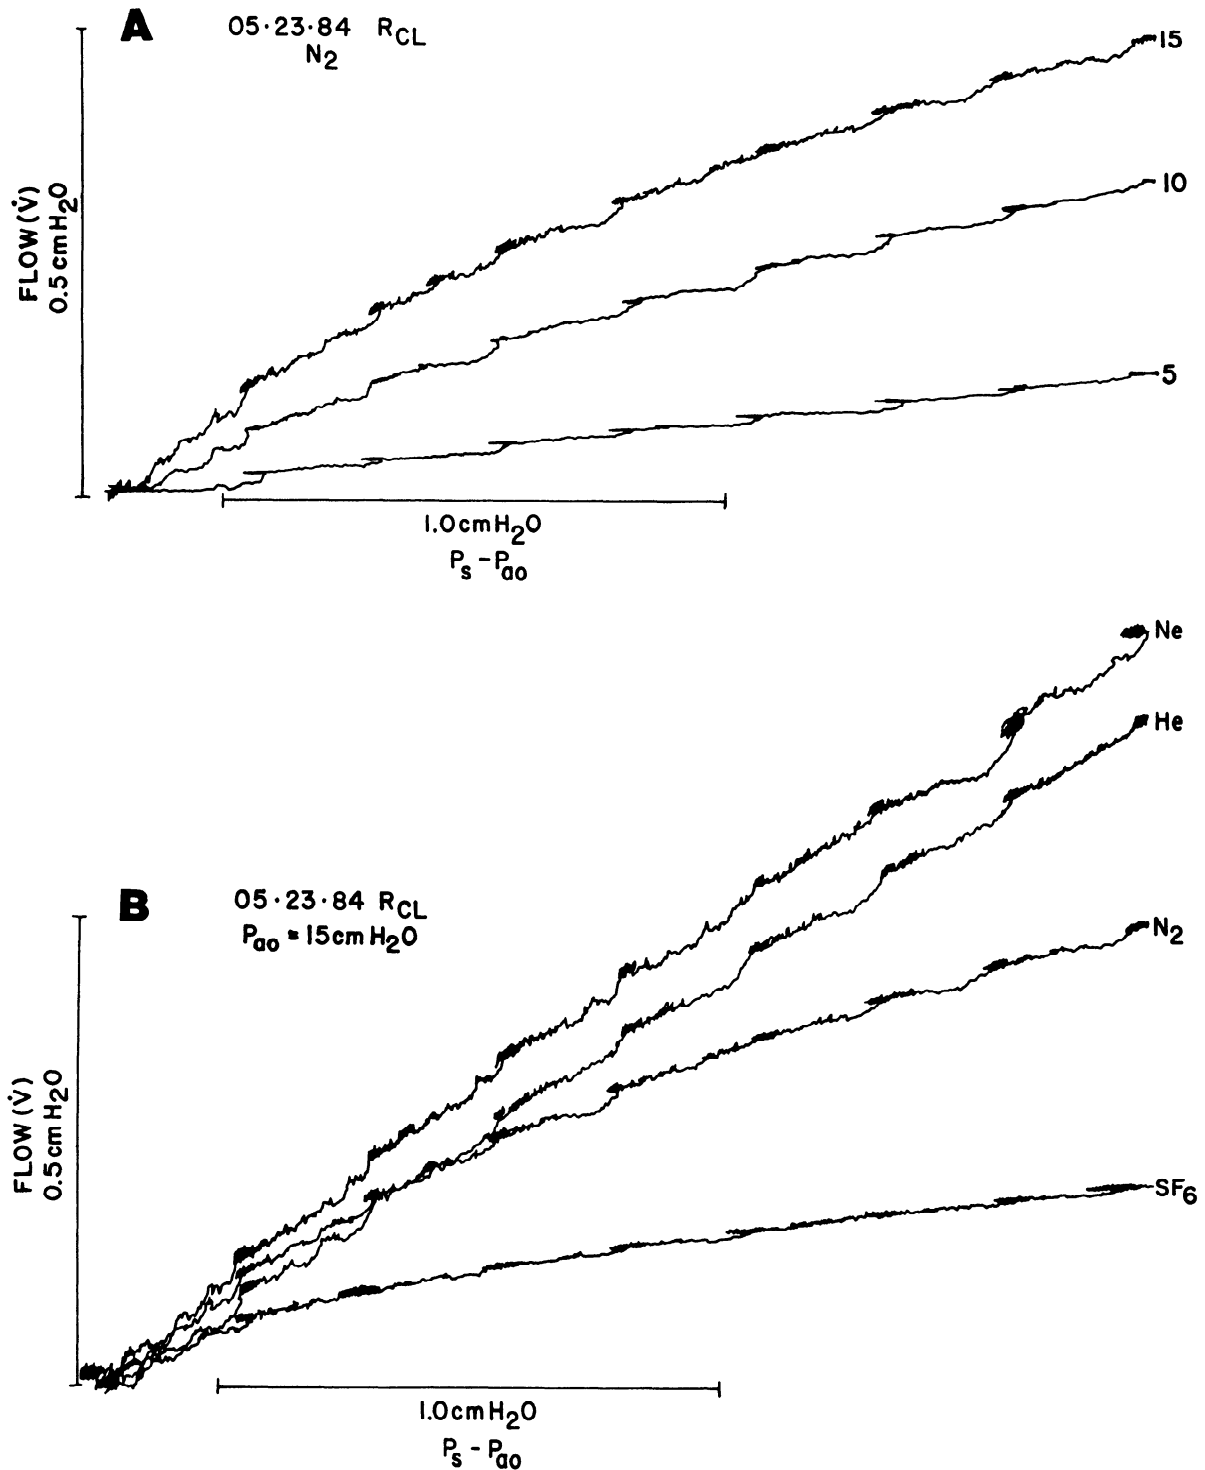 A
05·23·84 RCL
N2
15
10
5
FLOW (V̇)
0.5 cm H2O
1.0 cm H2O
Ps - Pao
Ne
He
N2
SF6
B
05·23·84 RCL
Pao = 15 cm H2O
FLOW (V̇)
0.5 cm H2O
1.0 cm H2O
Ps - Pao